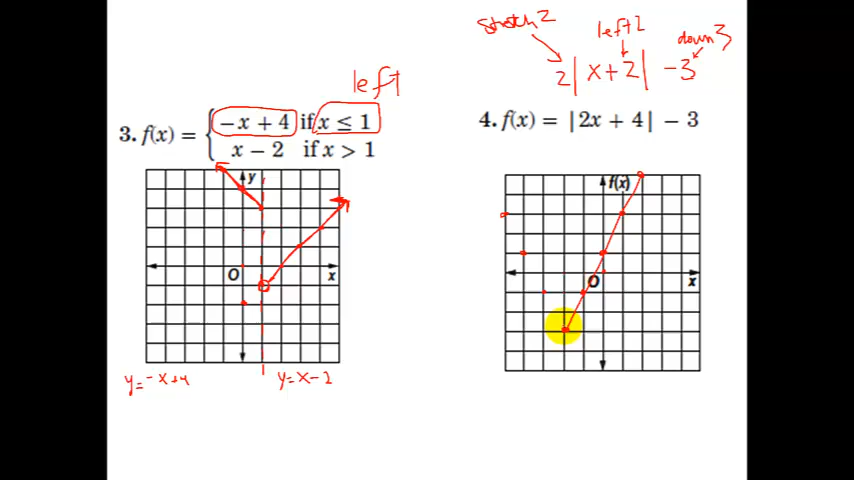 stretch 2
left 2
down 3
2|x+2| -3
left
3. f(x) = { -x + 4 if x ≤ 1
x - 2 if x > 1
4. f(x) = |2x + 4| - 3
y
O
x
f(x)
O
x
y=-x+4
1
y=x-2